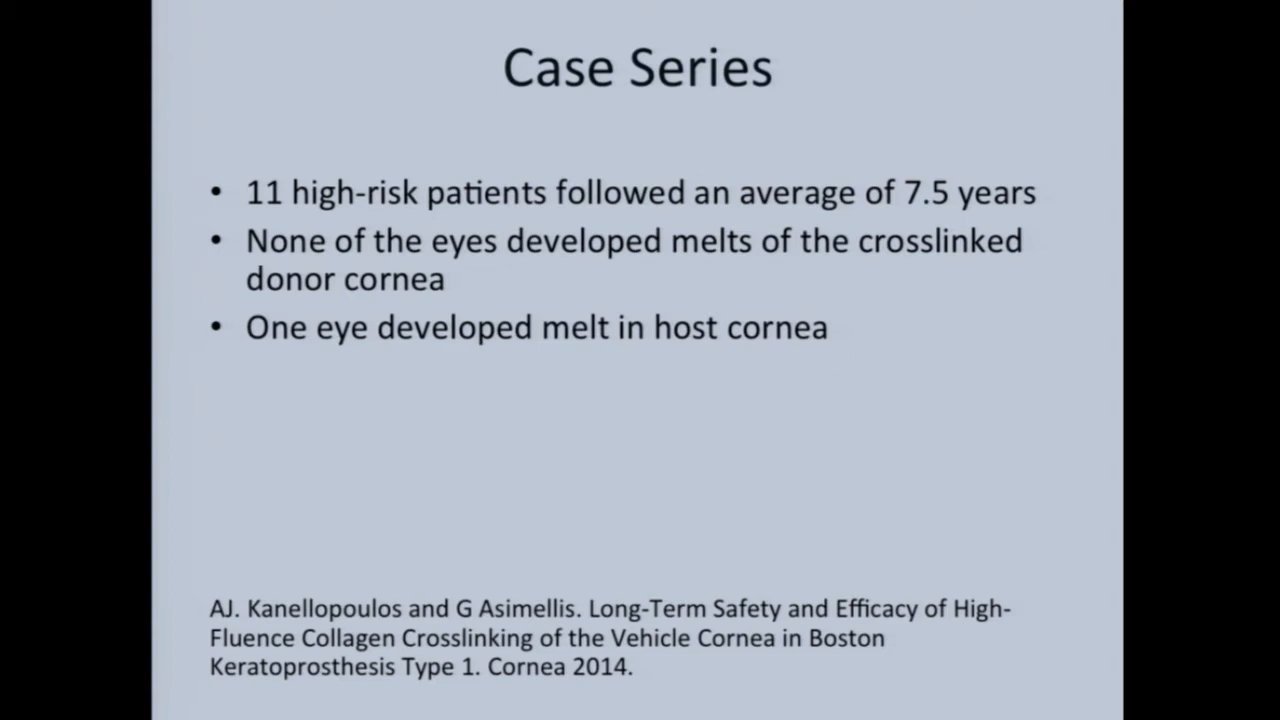 Case Series
• 11 high-risk patients followed an average of 7.5 years
• None of the eyes developed melts of the crosslinked
donor cornea
• One eye developed melt in host cornea
AJ. Kanellopoulos and G Asimellis. Long-Term Safety and Efficacy of High-
Fluence Collagen Crosslinking of the Vehicle Cornea in Boston
Keratoprosthesis Type 1. Cornea 2014.